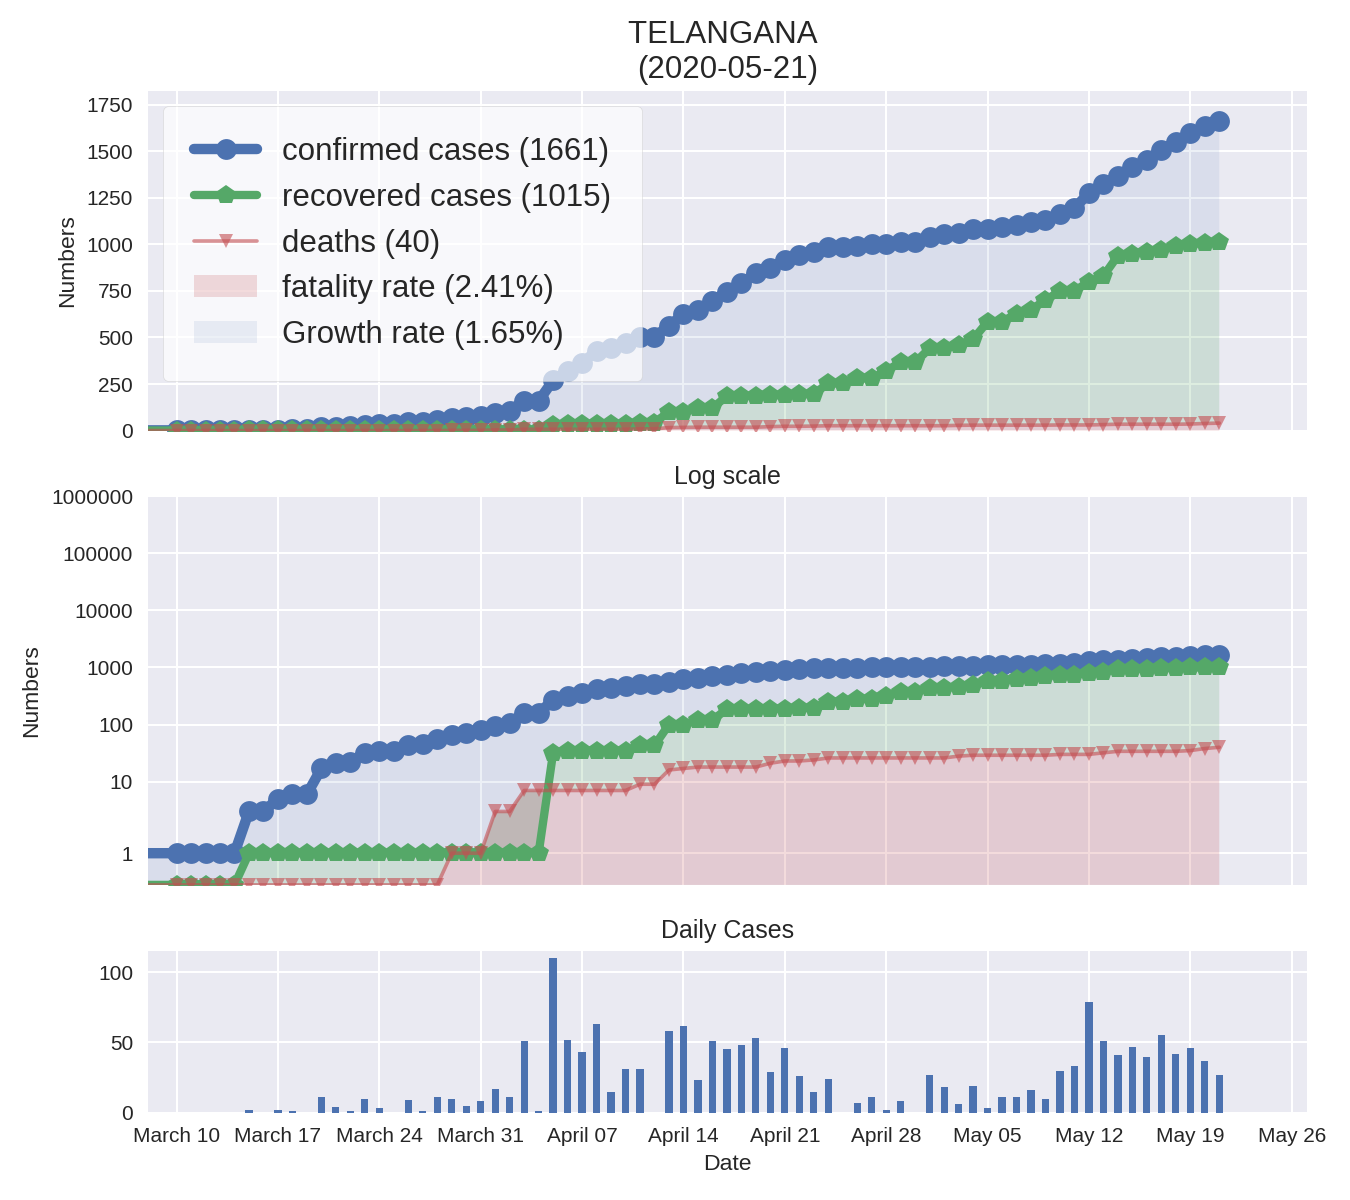 TELANGANA
(2020-05-21)
1750
1500
1250
1000
750
500
250
0
Numbers
confirmed cases (1661)
recovered cases (1015)
deaths (40)
fatality rate (2.41%)
Growth rate (1.65%)
Log scale
1000000
100000
10000
1000
100
10
1
Numbers
Daily Cases
100
50
0
March 10 March 17 March 24 March 31 April 07 April 14 April 21 April 28 May 05 May 12 May 19 May 26
Date